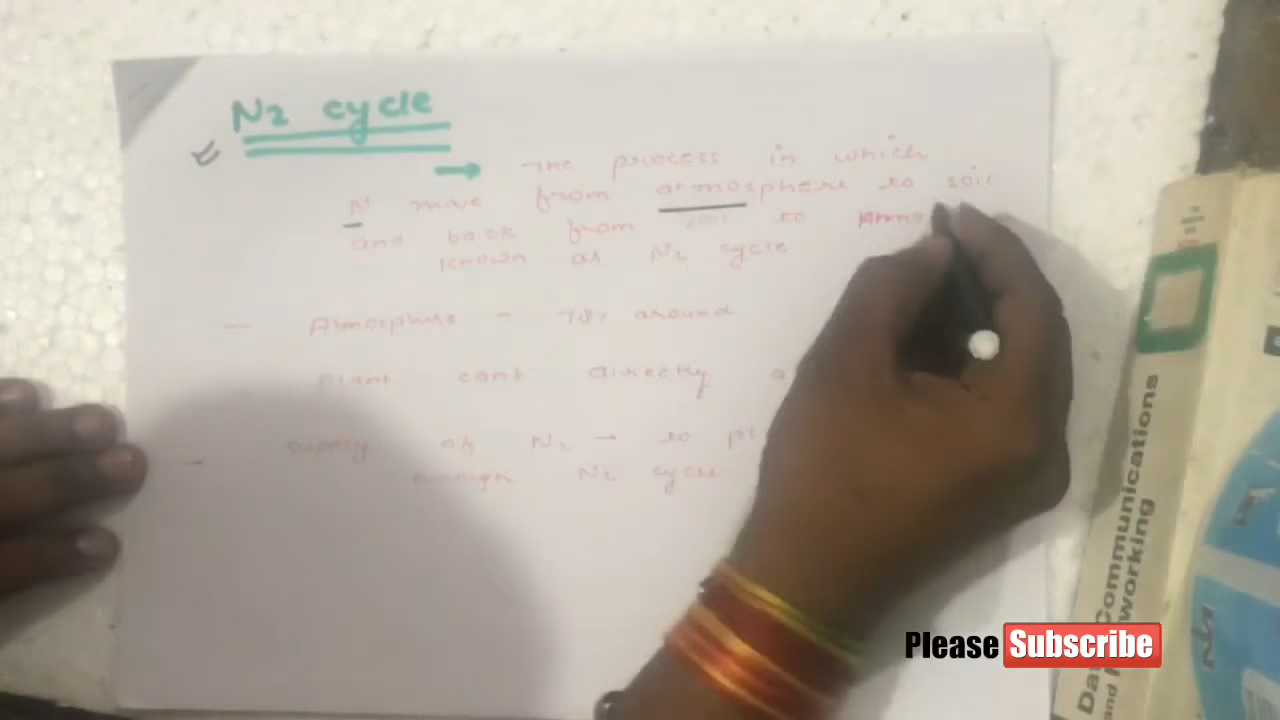 N2 cycle
→ The process in which
N move from atmosphere to soil
and back from soil to Atmo
known as N2 cycle
— Atmosphere - 78% around
Plant cant directly
supply of N2 → to pl
through N2 cycle
Communications
and working
Please Subscribe